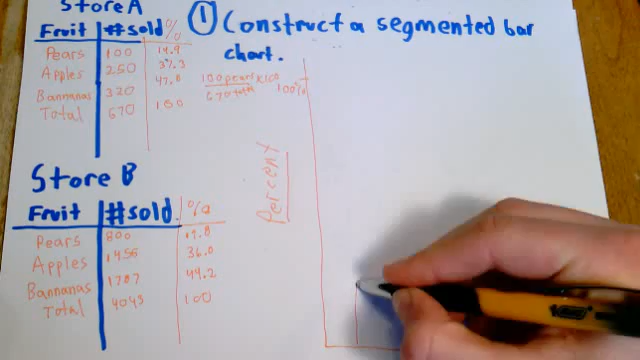 Store A
Fruit #sold %
① Construct a segmented bar
chart.
Pears 100 14.9
Apples 250 37.3
Bannanas 320 47.8
Total 670 100
100 pears x100
670 total
100%
Percent
Store B
Fruit #sold %
Pears 800 19.8
Apples 1456 36.0
Bannanas 1787 44.2
Total 4043 100
BIC